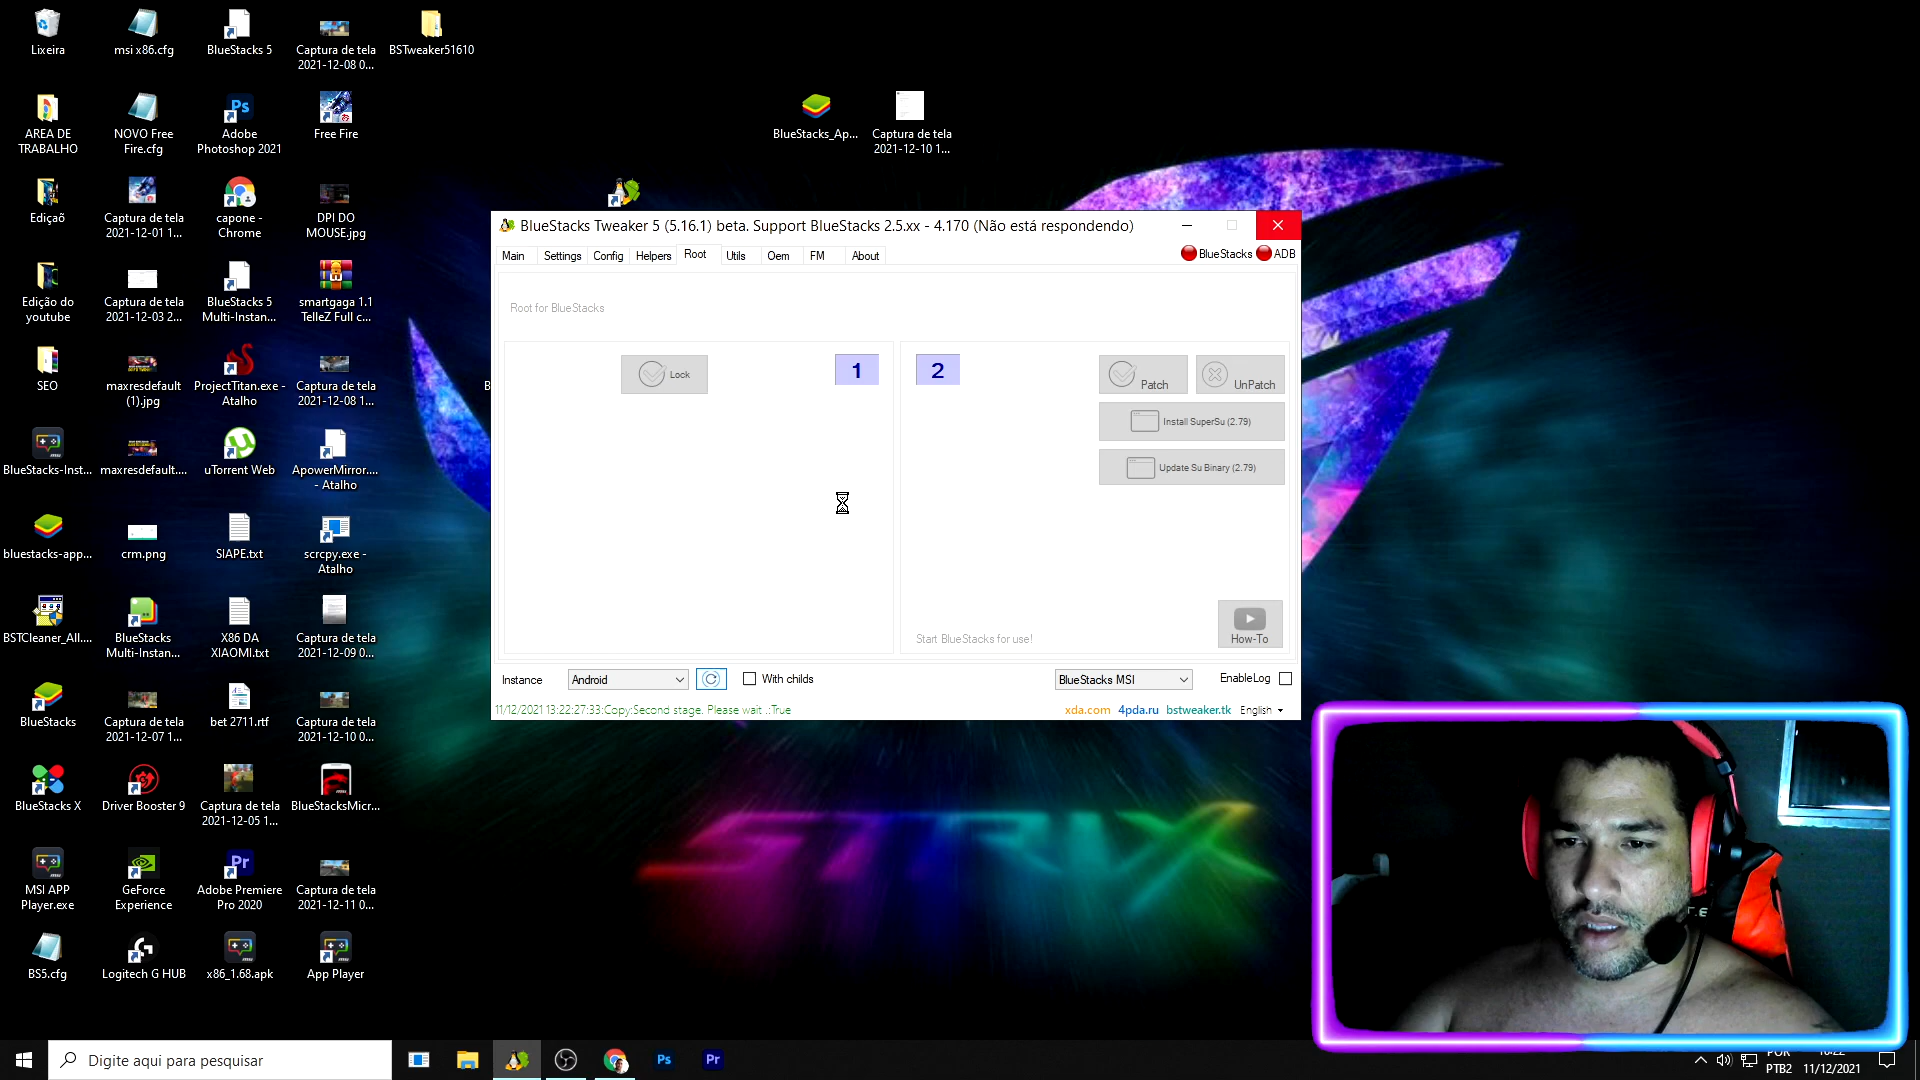 Lixeira
msi x86.cfg
BlueStacks 5
Captura de tela
2021-12-08 0...
BSTweaker51610
AREA DE
TRABALHO
NOVO Free
Fire.cfg
Adobe
Photoshop 2021
Free Fire
BlueStacks_Ap...
Captura de tela
2021-12-10 1...
Ediçaõ
Captura de tela
2021-12-01 1...
capone -
Chrome
DPI DO
MOUSE.jpg
Edição do
youtube
Captura de tela
2021-12-03 2...
BlueStacks 5
Multi-Instan...
smartgaga 1.1
TelleZ Full c...
SEO
maxresdefault
(1).jpg
ProjectTitan.exe -
Atalho
Captura de tela
2021-12-08 1...
B
BlueStacks-Inst...
maxresdefault....
uTorrent Web
ApowerMirror....
- Atalho
bluestacks-app...
crm.png
SIAPE.txt
scrcpy.exe -
Atalho
BSTCleaner_All....
BlueStacks
Multi-Instan...
X86 DA
XIAOMI.txt
Captura de tela
2021-12-09 0...
BlueStacks
Captura de tela
2021-12-07 1...
bet 2711.rtf
Captura de tela
2021-12-10 0...
BlueStacks X
Driver Booster 9
Captura de tela
2021-12-05 1...
BlueStacksMicr...
MSI APP
Player.exe
GeForce
Experience
Adobe Premiere
Pro 2020
Captura de tela
2021-12-11 0...
BS5.cfg
Logitech G HUB
x86_1.68.apk
App Player
BlueStacks Tweaker 5 (5.16.1) beta. Support BlueStacks 2.5.xx - 4.170 (Não está respondendo)
Main Settings Config Helpers Root Utils Oem FM About
BlueStacks ADB
Root for BlueStacks
Lock
1
2
Patch
UnPatch
Install SuperSu (2.79)
Update Su Binary (2.79)
Start BlueStacks for use!
How-To
Instance
Android
With childs
BlueStacks MSI
EnableLog
11/12/2021 13:22:27:33:Copy:Second stage. Please wait .:True
xda.com 4pda.ru bstweaker.tk English
STRIX
Digite aqui para pesquisar
Ps
Pr
POR
PTB2
11/12/2021